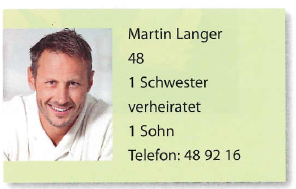 Martin Langer
48
1 Schwester
verheiratet
1 Sohn
Telefon: 48 92 16